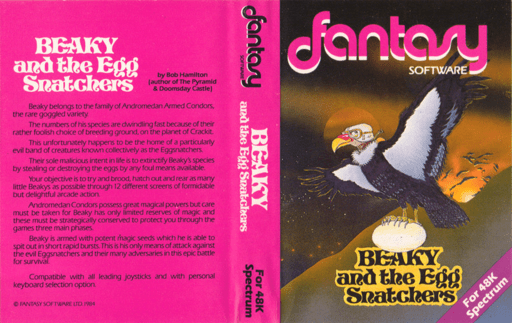 BEAKY
and the Egg
Snatchers
by Bob Hamilton
(author of The Pyramid
& Doomsday Castle)
Beaky belongs to the family of Andromedan Armed Condors,
the rare goggled variety.
The numbers of his species are dwindling fast because of their
rather foolish choice of breeding ground, on the planet of Crackit.
This unfortunately happens to be the home of a particularly
evil band of creatures known collectively as the Eggsnatchers.
Their sole malicious intent in life is to extinctify Beaky's species
by stealing or destroying the eggs by any foul means available.
Your objective is to try and brood, hatch out and rear as many
little Beakys as possible through 12 different screens of formidable
but delightful arcade action.
Andromedan Condors possess great magical powers but care
must be taken for Beaky has only limited reserves of magic and
these must be strategically conserved to protect you through the
games three main phases.
Beaky is armed with potent magic seeds which he is able to
spit out in short rapid bursts. This is his only means of attack against
the evil Eggsnatchers and their many adversaries in this epic battle
for survival.
Compatible with all leading joysticks and with personal
keyboard selection option.
© FANTASY SOFTWARE LTD. 1984
fantasy
SOFTWARE
BEAKY
and the Egg Snatchers
For 48K
Spectrum
fantasy
SOFTWARE
BEAKY
and the Egg
Snatchers
For 48K
Spectrum